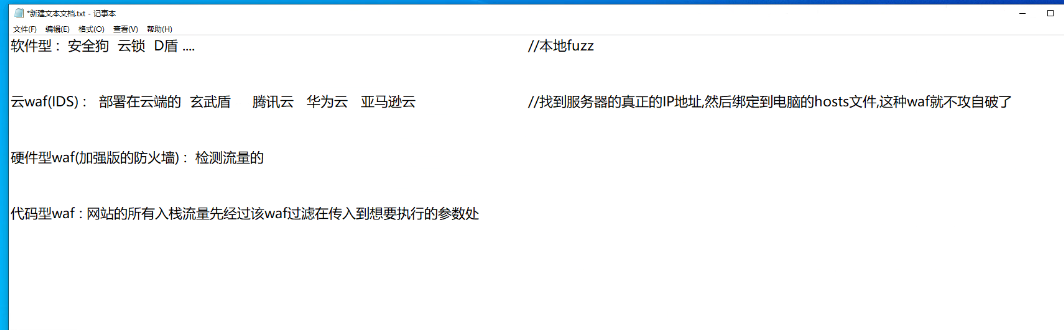 *新建文本文档.txt - 记事本
文件(F) 编辑(E) 格式(O) 查看(V) 帮助(H)
软件型： 安全狗 云锁 D盾 .... //本地fuzz
云waf(IDS)： 部署在云端的 玄武盾 腾讯云 华为云 亚马逊云 //找到服务器的真正的IP地址,然后绑定到电脑的hosts文件,这种waf就不攻自破了
硬件型waf(加强版的防火墙)： 检测流量的
代码型waf : 网站的所有入栈流量先经过该waf过滤在传入到想要执行的参数处